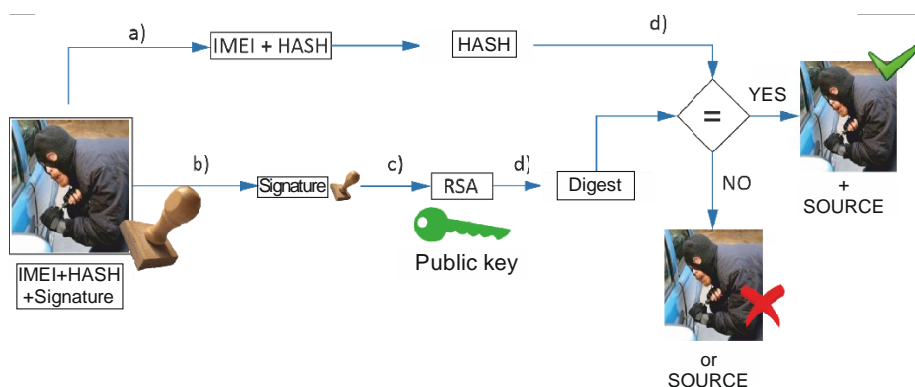 a)
IMEI + HASH
HASH
d)
YES
=
b)
Signature
c)
RSA
d)
Digest
NO
+
SOURCE
Public key
IMEI+HASH
+Signature
or
SOURCE